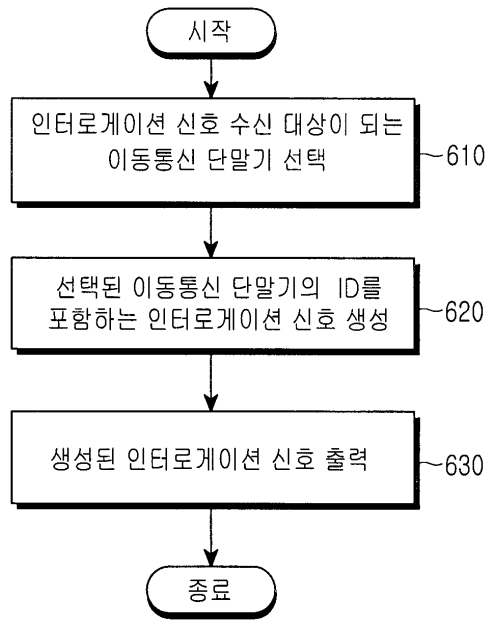 시작
인터로게이션 신호 수신 대상이 되는
이동통신 단말기 선택
610
선택된 이동통신 단말기의 ID를
포함하는 인터로게이션 신호 생성
620
생성된 인터로게이션 신호 출력
630
종료